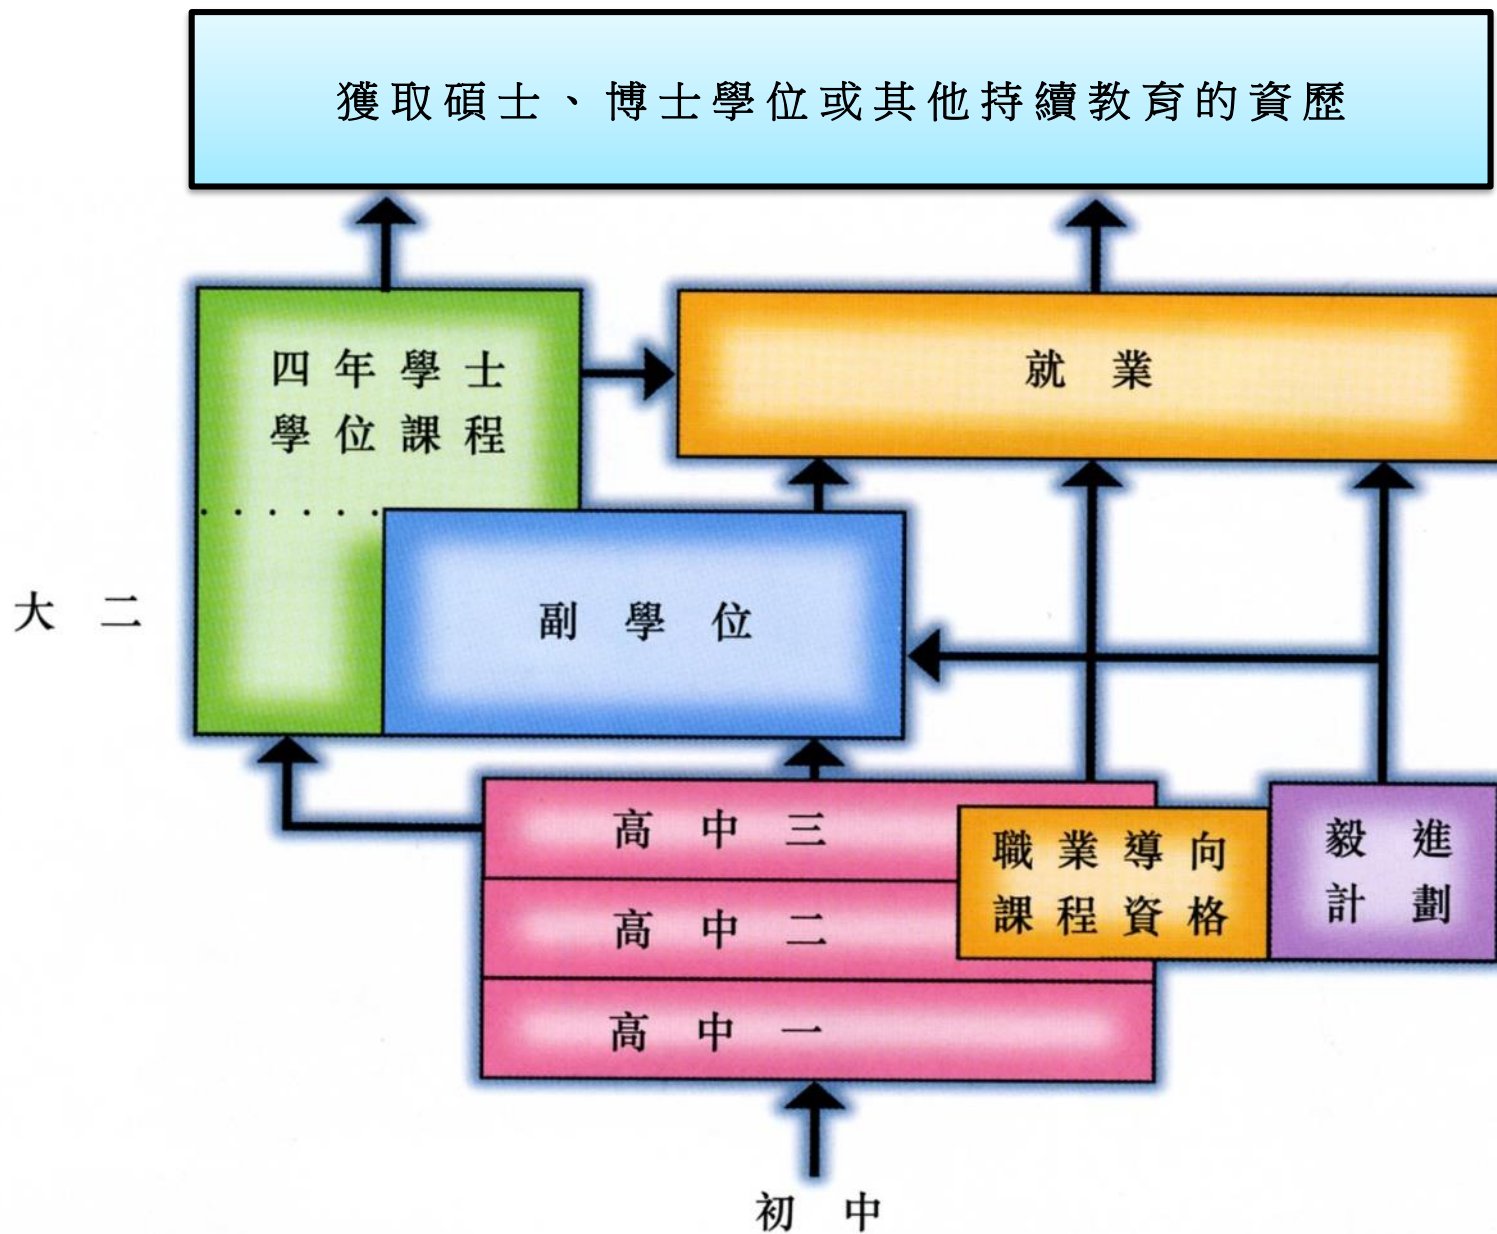 獲取碩士、博士學位或其他持續教育的資歷
四年學士
學位課程
就業
大二
副學位
高中三
職業導向
課程資格
毅進
計劃
高中二
高中一
初中